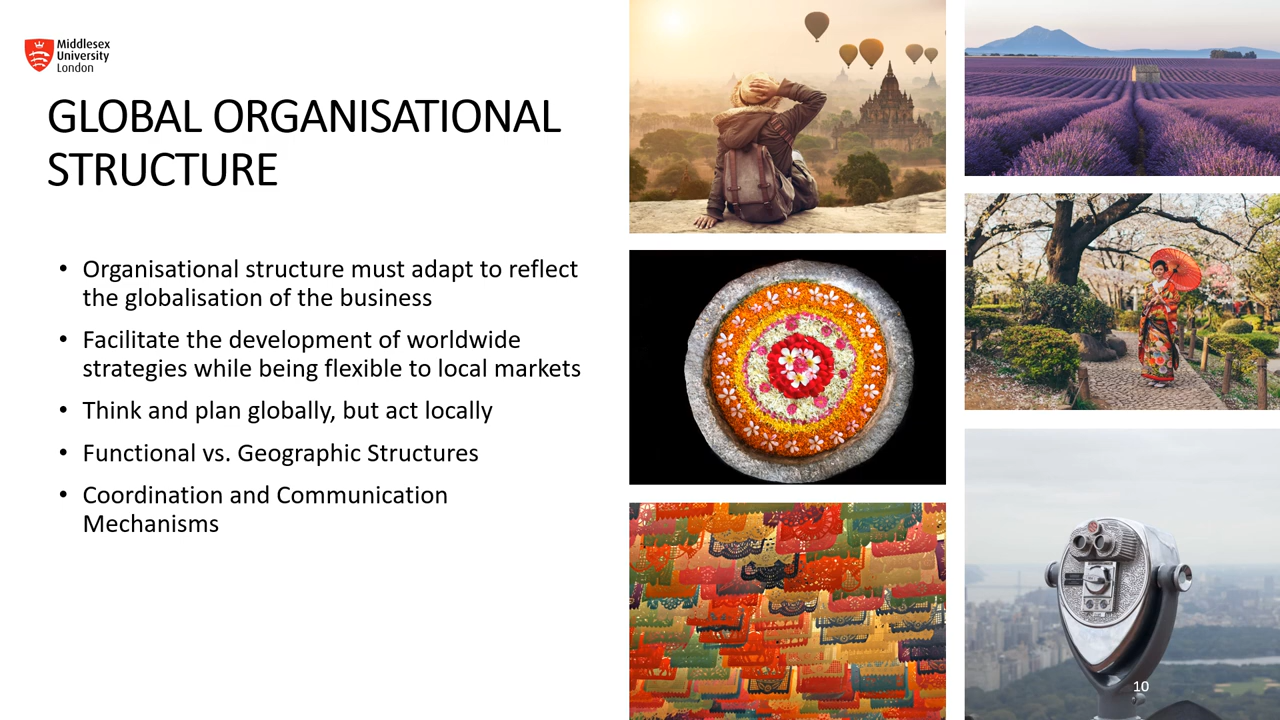 Middlesex
University
London
GLOBAL ORGANISATIONAL
STRUCTURE
• Organisational structure must adapt to reflect
the globalisation of the business
• Facilitate the development of worldwide
strategies while being flexible to local markets
• Think and plan globally, but act locally
• Functional vs. Geographic Structures
• Coordination and Communication
Mechanisms
10